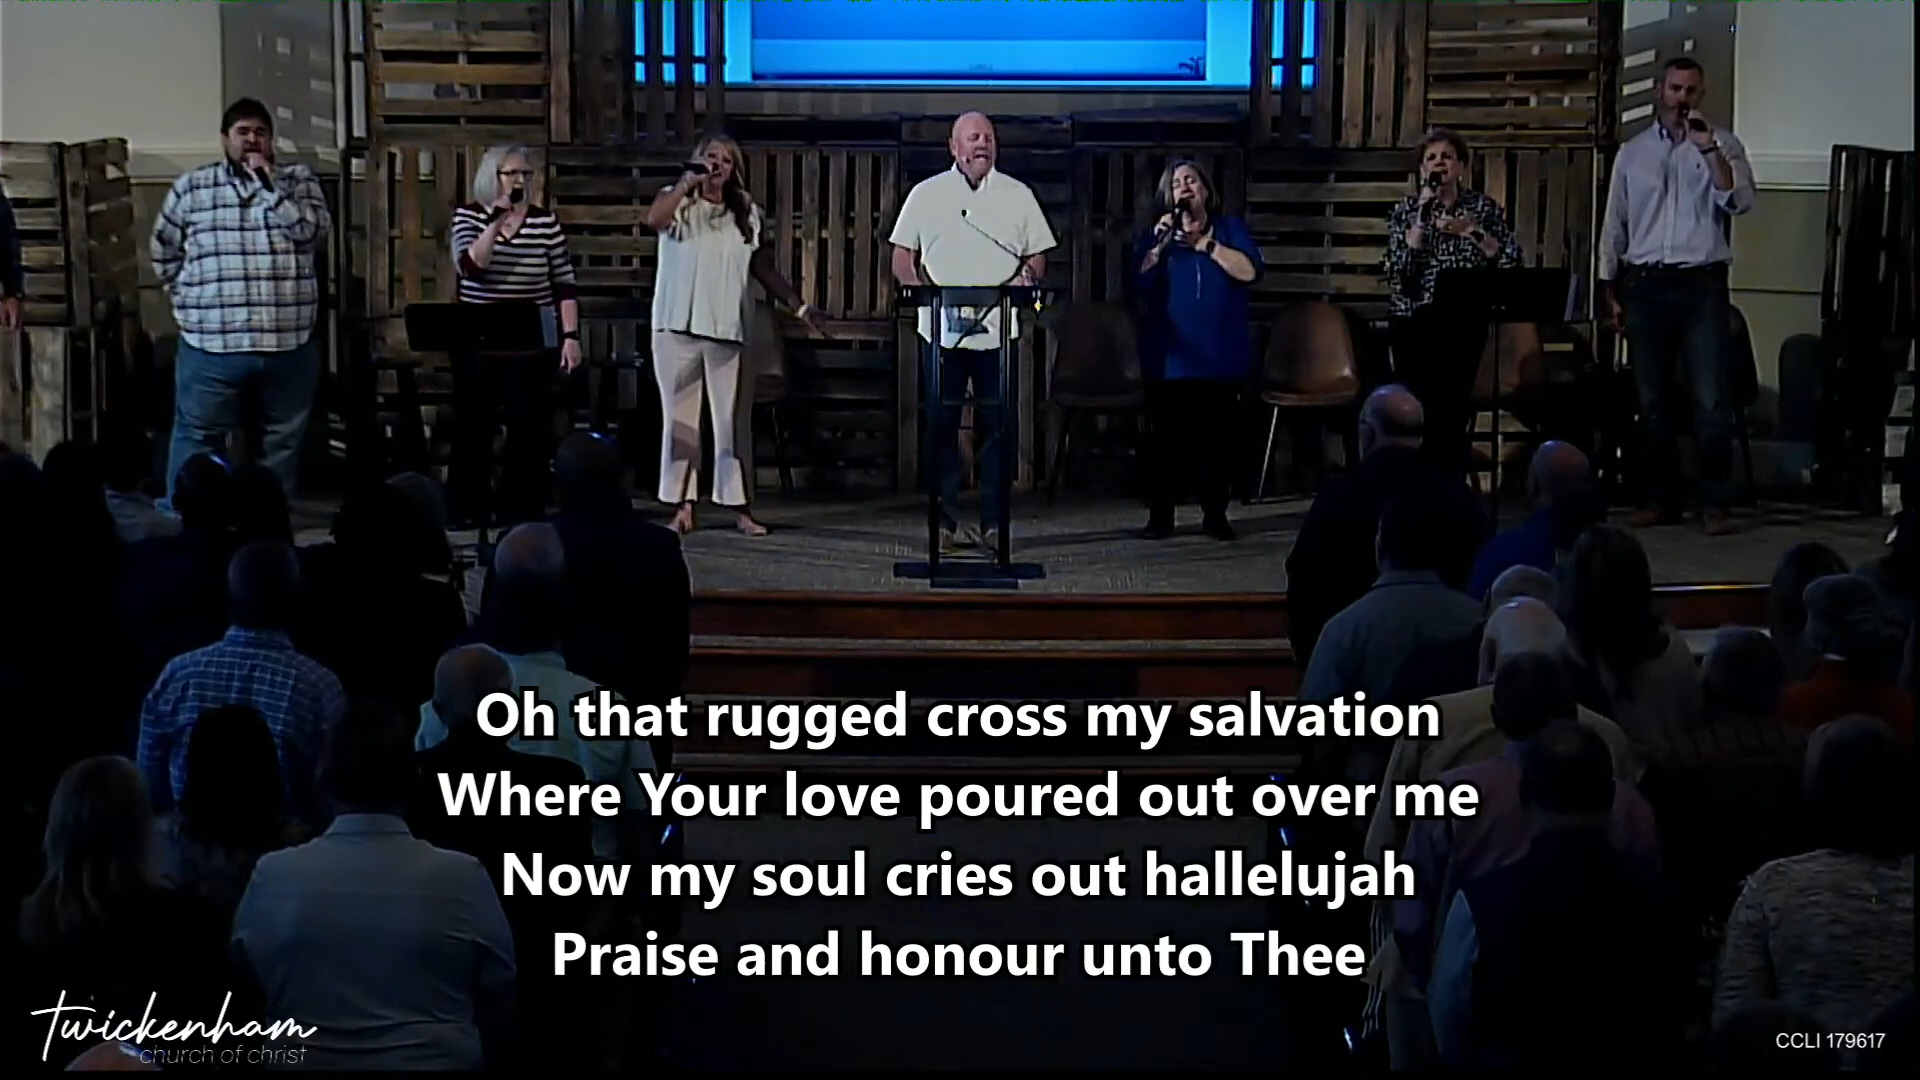 Oh that rugged cross my salvation
Where Your love poured out over me
Now my soul cries out hallelujah
Praise and honour unto Thee
twickenham
church of christ
CCLI 179617